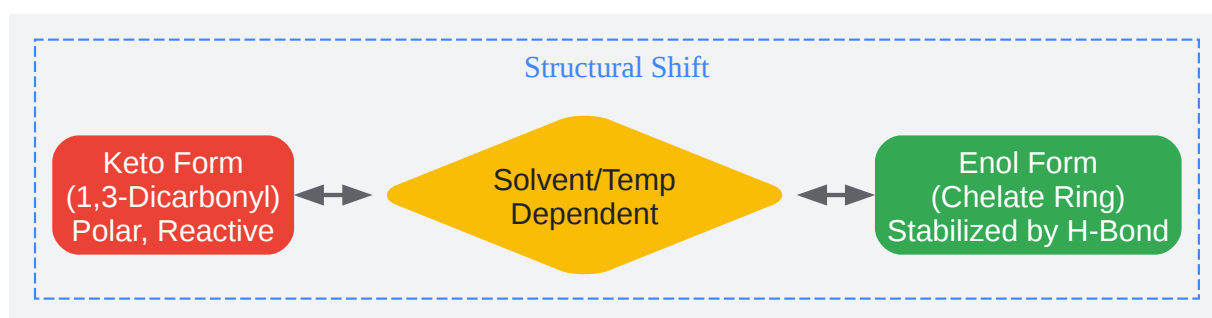 Structural Shift
Keto Form
(1,3-Dicarbonyl)
Polar, Reactive
Solvent/Temp
Dependent
Enol Form
(Chelate Ring)
Stabilized by H-Bond